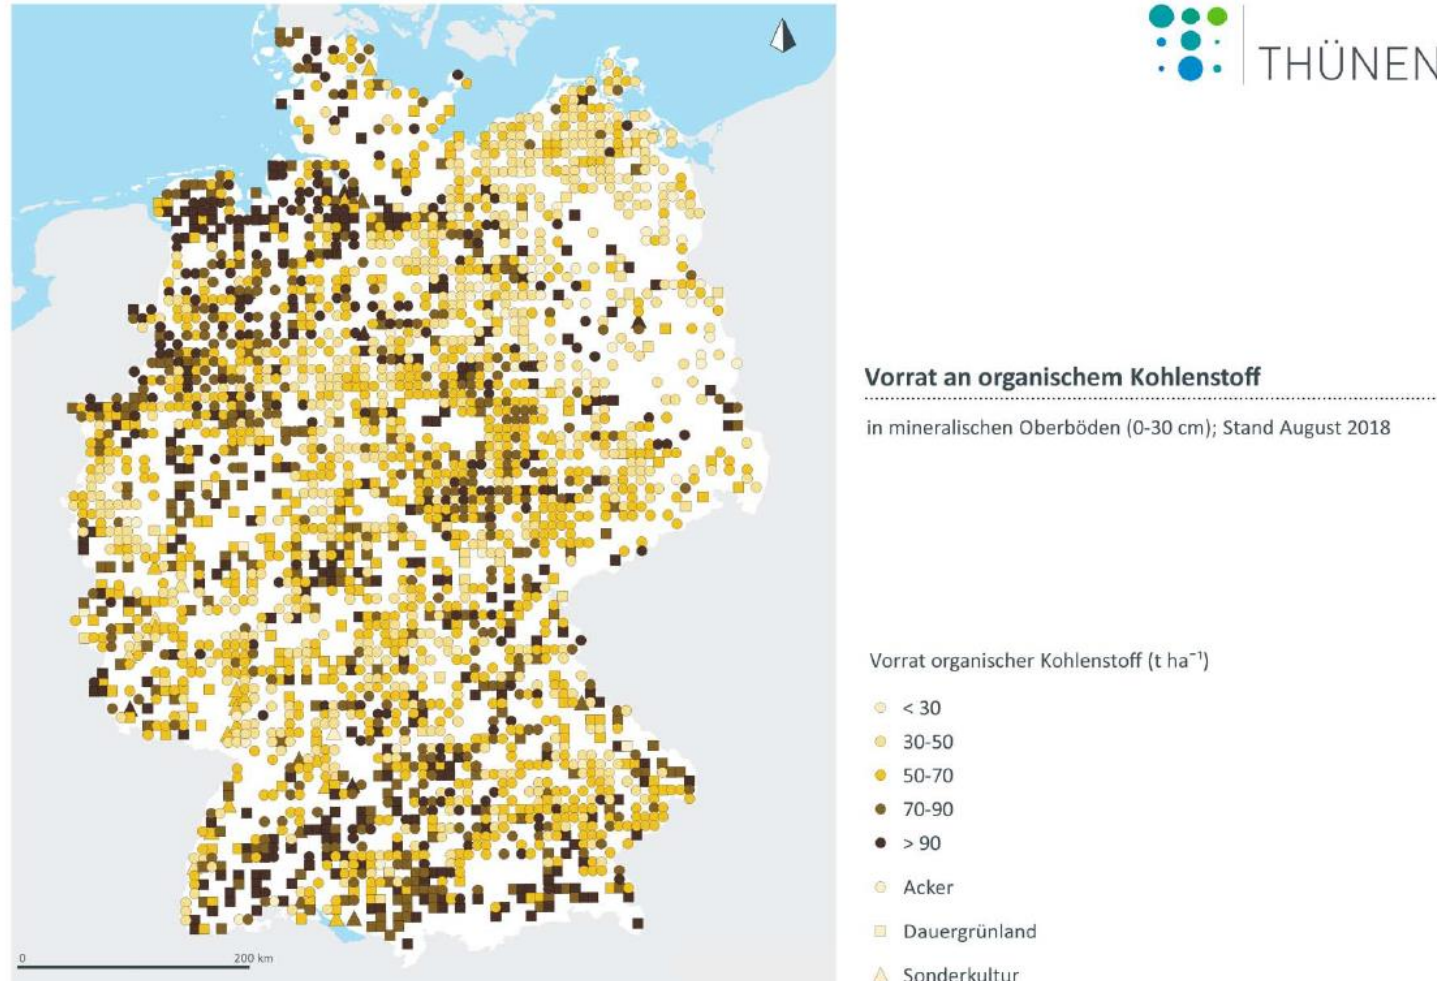 THÜNEN
Vorrat an organischem Kohlenstoff
in mineralischen Oberböden (0-30 cm); Stand August 2018
Vorrat organischer Kohlenstoff (t ha⁻¹)
< 30
30-50
50-70
70-90
> 90
Acker
Dauergrünland
Sonderkultur
0 200 km